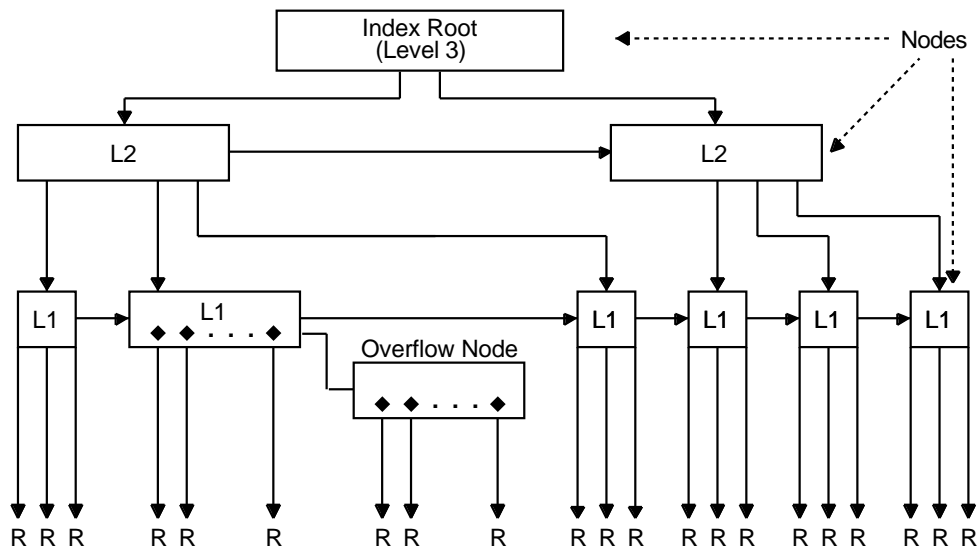 Index Root
(Level 3)
Nodes
L2
L2
L1
L1
L1
L1
L1
L1
. . .
Overflow Node
. . .
R R R R R R R R R R R R R R R R R R R R R